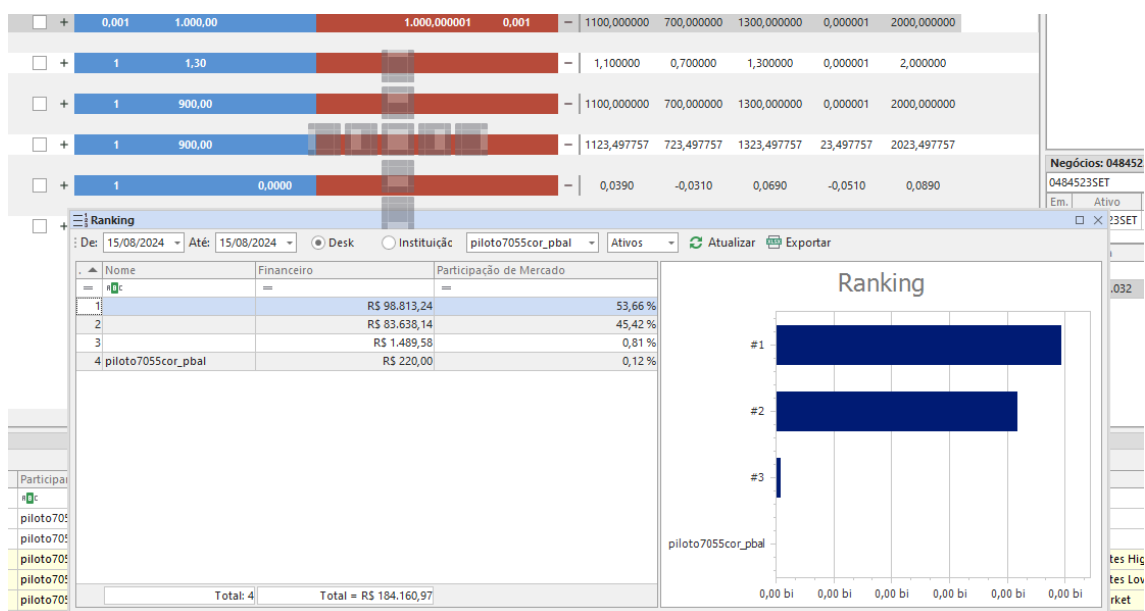 + 0,001 1.000,00 1.000,000001 0,001 − 1100,000000 700,000000 1300,000000 0,000001 2000,000000
+ 1 1,30 − 1,100000 0,700000 1,300000 0,000001 2,000000
+ 1 900,00 − 1100,000000 700,000000 1300,000000 0,000001 2000,000000
+ 1 900,00 − 1123,497757 723,497757 1323,497757 23,497757 2023,497757
Negócios: 048452
+ 1 0,0000 − 0,0390 -0,0310 0,0690 -0,0510 0,0890
0484523SET
Em. Ativo
+ Ranking
23SET
De: 15/08/2024 Até: 15/08/2024 Desk Instituição piloto7055cor_pbal Ativos Atualizar Exportar
. Nome Financeiro Participação de Mercado
= ABC = =
1 R$ 98.813,24 53,66 %
2 R$ 83.638,14 45,42 %
3 R$ 1.489,58 0,81 %
4 piloto7055cor_pbal R$ 220,00 0,12 %
Total: 4 Total = R$ 184.160,97
Ranking
#1
#2
#3
piloto7055cor_pbal
0,00 bi 0,00 bi 0,00 bi 0,00 bi 0,00 bi 0,00 bi
.032
Participa
ABC
piloto705
piloto705
piloto705 tes Hig
piloto705 tes Lov
piloto705 rket